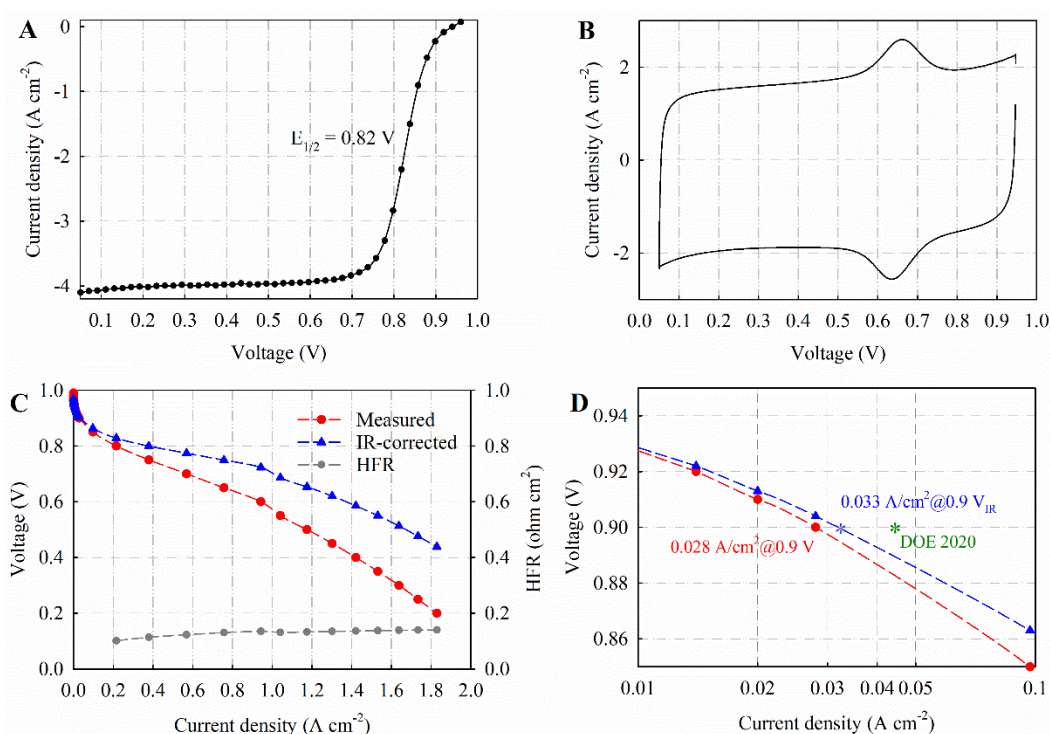 A
E1/2 = 0.82 V
Current density (A cm-2)
0
-1
-2
-3
-4
0.1 0.2 0.3 0.4 0.5 0.6 0.7 0.8 0.9 1.0
Voltage (V)
B
Current density (A cm-2)
2
0
-2
0.0 0.1 0.2 0.3 0.4 0.5 0.6 0.7 0.8 0.9 1.0
Voltage (V)
C
Measured
IR-corrected
HFR
Voltage (V)
1.0
0.8
0.6
0.4
0.2
0.0
HFR (ohm cm2)
1.0
0.8
0.6
0.4
0.2
0.0
0.0 0.2 0.4 0.6 0.8 1.0 1.2 1.4 1.6 1.8 2.0
Current density (A cm-2)
D
0.033 A/cm2@0.9 VIR
0.028 A/cm2@0.9 V
*
*
DOE 2020
Voltage (V)
0.94
0.92
0.90
0.88
0.86
0.01 0.02 0.03 0.04 0.05 0.1
Current density (A cm-2)